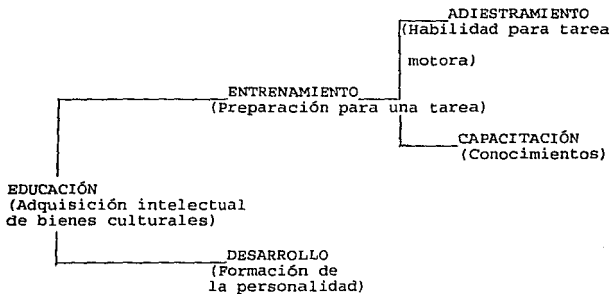 ADIESTRAMIENTO
(Habilidad para tarea
motora)
ENTRENAMIENTO
(Preparación para una tarea)
CAPACITACIÓN
(Conocimientos)
EDUCACIÓN
(Adquisición intelectual
de bienes culturales)
DESARROLLO
(Formación de
la personalidad)